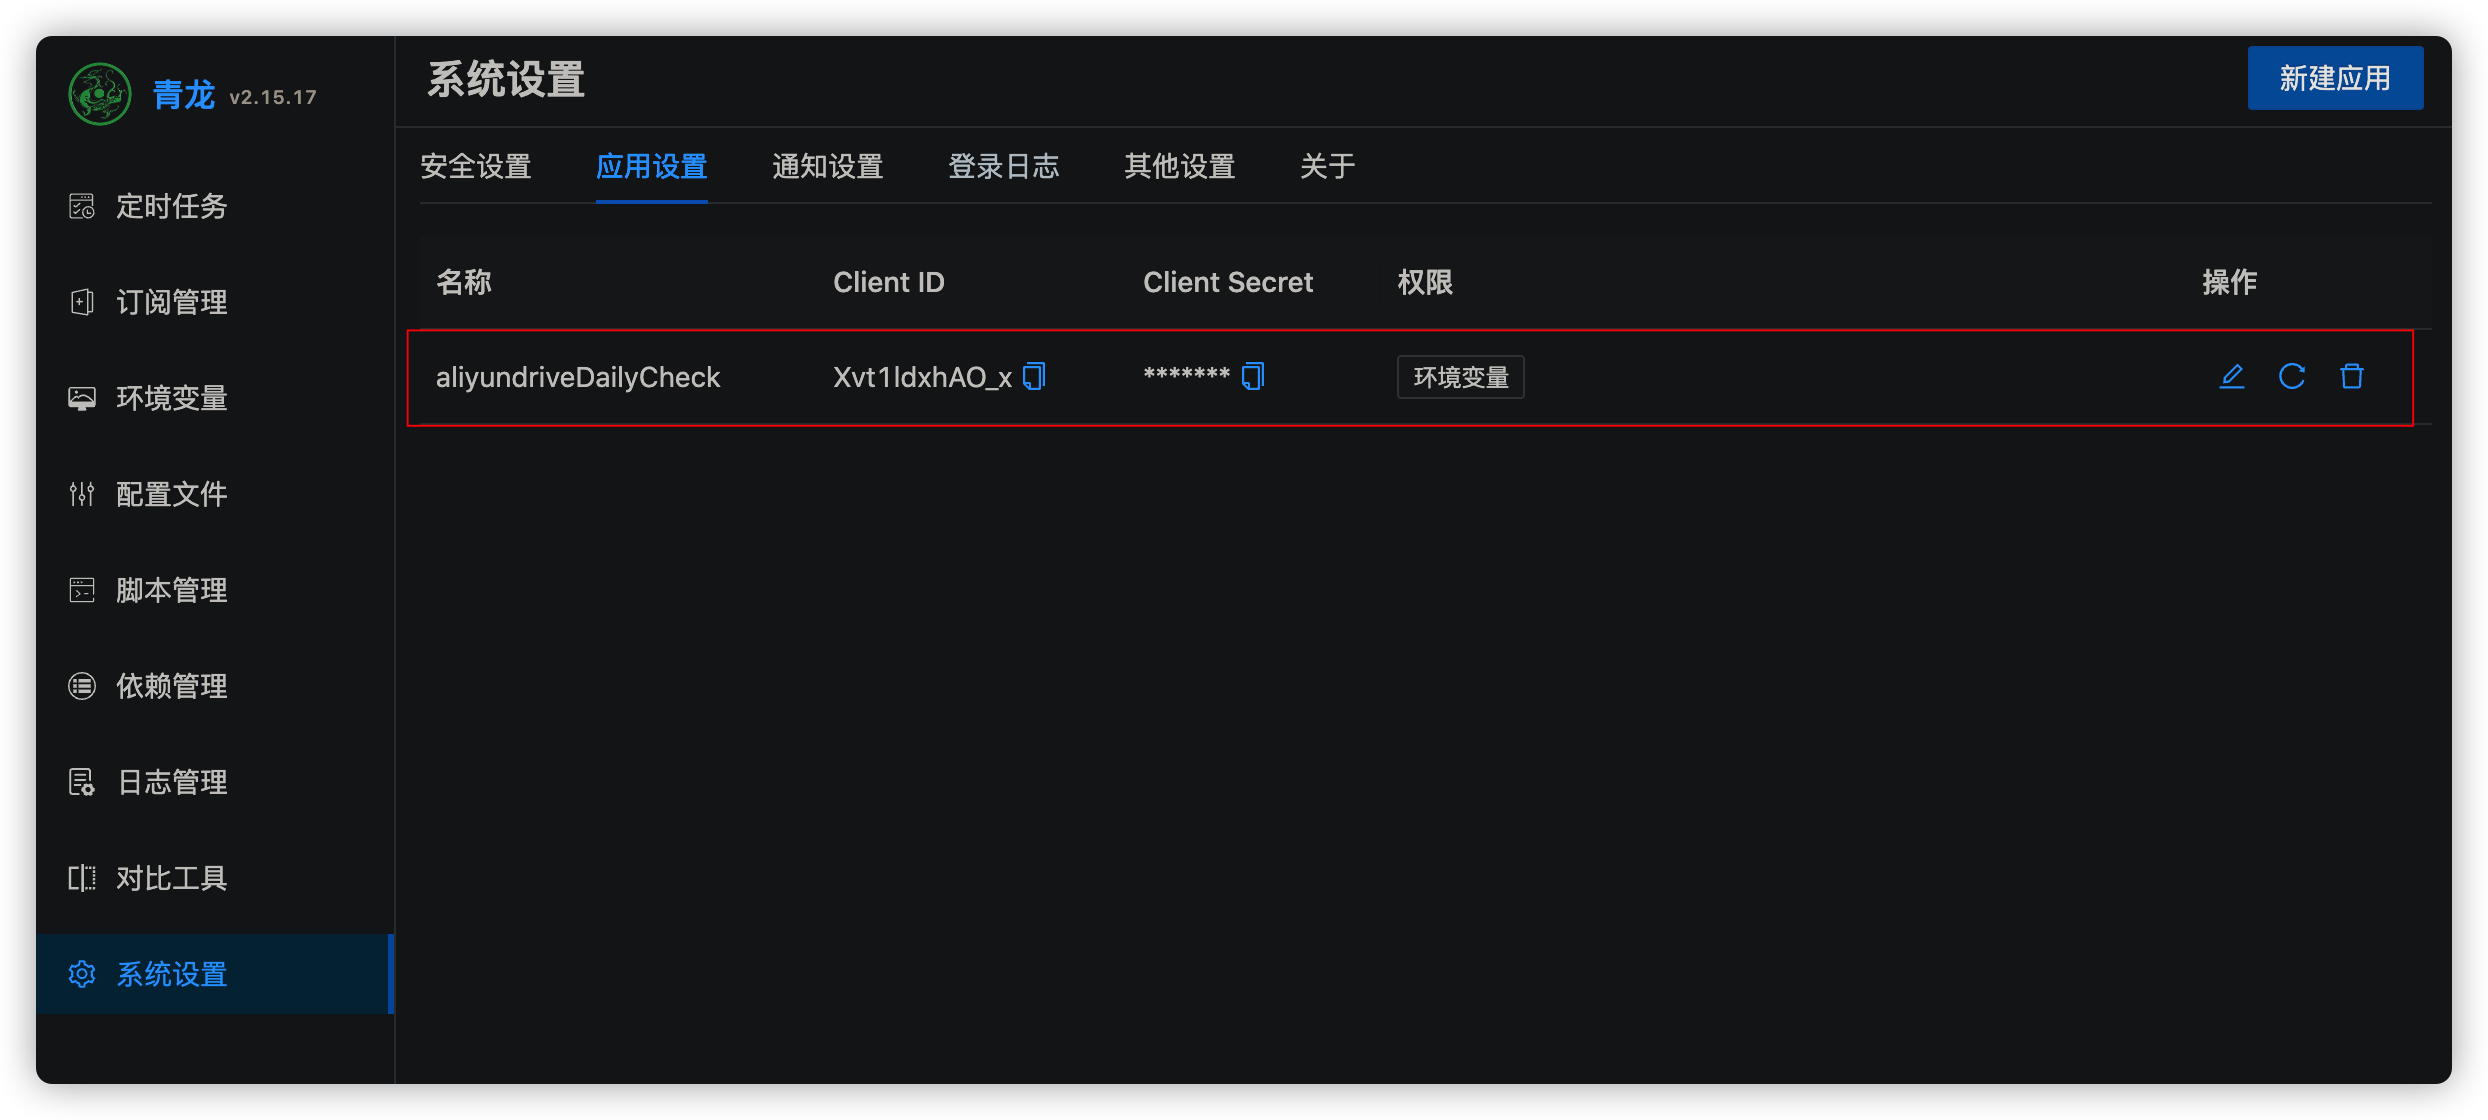 青龙 v2.15.17
定时任务
订阅管理
环境变量
配置文件
脚本管理
依赖管理
日志管理
对比工具
系统设置
系统设置
新建应用
安全设置 应用设置 通知设置 登录日志 其他设置 关于
名称 Client ID Client Secret 权限 操作
aliyundriveDailyCheck Xvt1ldxhAO_x ******* 环境变量